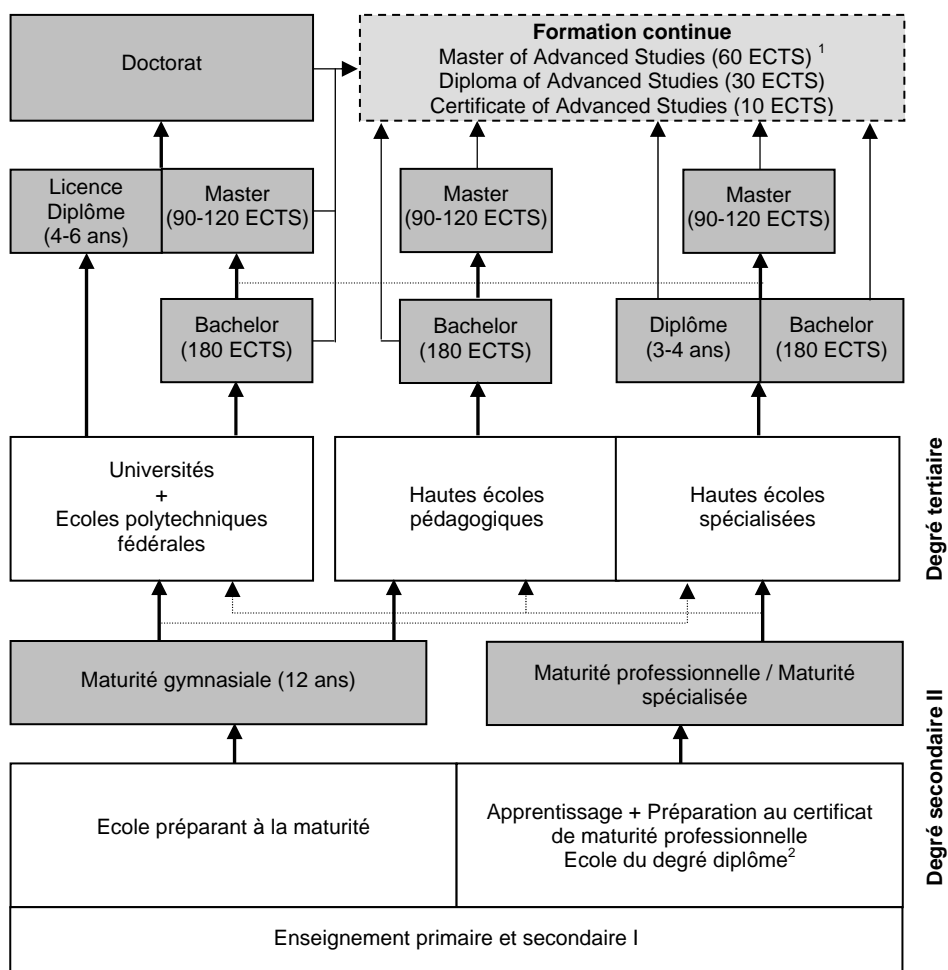 Doctorat
Formation continue
Master of Advanced Studies (60 ECTS) 1
Diploma of Advanced Studies (30 ECTS)
Certificate of Advanced Studies (10 ECTS)
Licence
Diplôme
(4-6 ans)
Master
(90-120 ECTS)
Master
(90-120 ECTS)
Master
(90-120 ECTS)
Bachelor
(180 ECTS)
Bachelor
(180 ECTS)
Diplôme
(3-4 ans)
Bachelor
(180 ECTS)
Universités
+
Ecoles polytechniques
fédérales
Hautes écoles
pédagogiques
Hautes écoles
spécialisées
Degré tertiaire
Maturité gymnasiale (12 ans)
Maturité professionnelle / Maturité
spécialisée
Ecole préparant à la maturité
Apprentissage + Préparation au certificat
de maturité professionnelle
Ecole du degré diplôme2
Degré secondaire II
Enseignement primaire et secondaire I